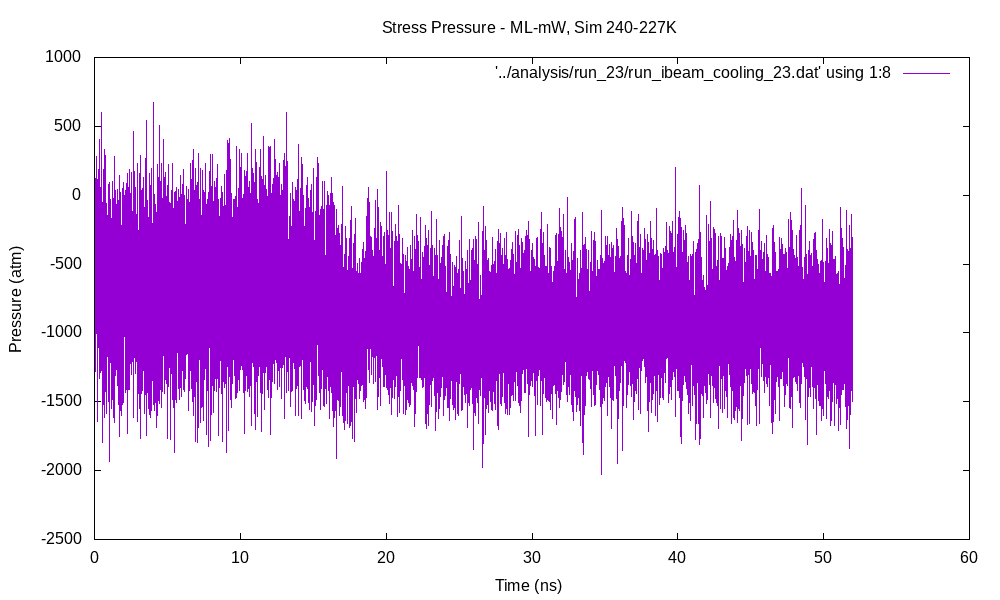 Stress Pressure - ML-mW, Sim 240-227K
'../analysis/run_23/run_ibeam_cooling_23.dat' using 1:8
1000
500
0
-500
-1000
-1500
-2000
-2500
Pressure (atm)
0 10 20 30 40 50 60
Time (ns)